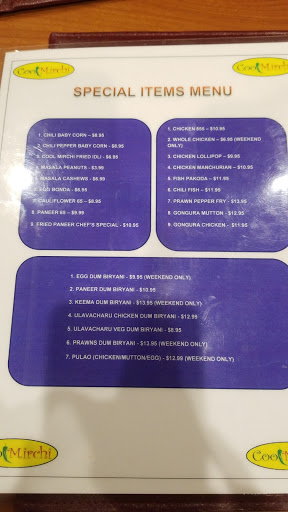 Cool Mirchi
Cool Mirchi
SPECIAL ITEMS MENU
1. CHILI BABY CORN – $8.95
2. CHILI PEPPER BABY CORN - $8.95
3. COOL MIRCHI FRIED IDLI - $6.95
4. MASALA PEANUTS - $3.99
5. MASALA CASHEWS - $6.99
6. EGG BONDA - $6.95
7. CAULIFLOWER 65 – $8.95
8. PANEER 65 – $9.99
9. FRIED PANEER CHEF'S SPECIAL - $10.95
1. CHICKEN 555 – $10.95
2. WHOLE CHICKEN – $6.95 (WEEKEND
ONLY)
3. CHICKEN LOLLIPOP – $9.95
4. CHICKEN MANCHURIAN – $10.95
5. FISH PAKODA – $11.95
6. CHILI FISH – $11.95
7. PRAWN PEPPER FRY - $13.95
8. GONGURA MUTTON - $12.95
9. GONGURA CHICKEN - $11.95
1. EGG DUM BIRYANI - $9.95 (WEEKEND ONLY)
2. PANEER DUM BIRYANI - $10.95
3. KEEMA DUM BIRYANI - $13.95 (WEEKEND ONLY)
4. ULAVACHARU CHICKEN DUM BIRYANI - $12.95
5. ULAVACHARU VEG DUM BIRYANI - $8.95
6. PRAWNS DUM BIRYANI - $13.95 (WEEKEND ONLY)
7. PULAO (CHICKEN/MUTTON/EGG) - $12.99 (WEEKEND ONLY)
Mirchi
Cool Mirchi